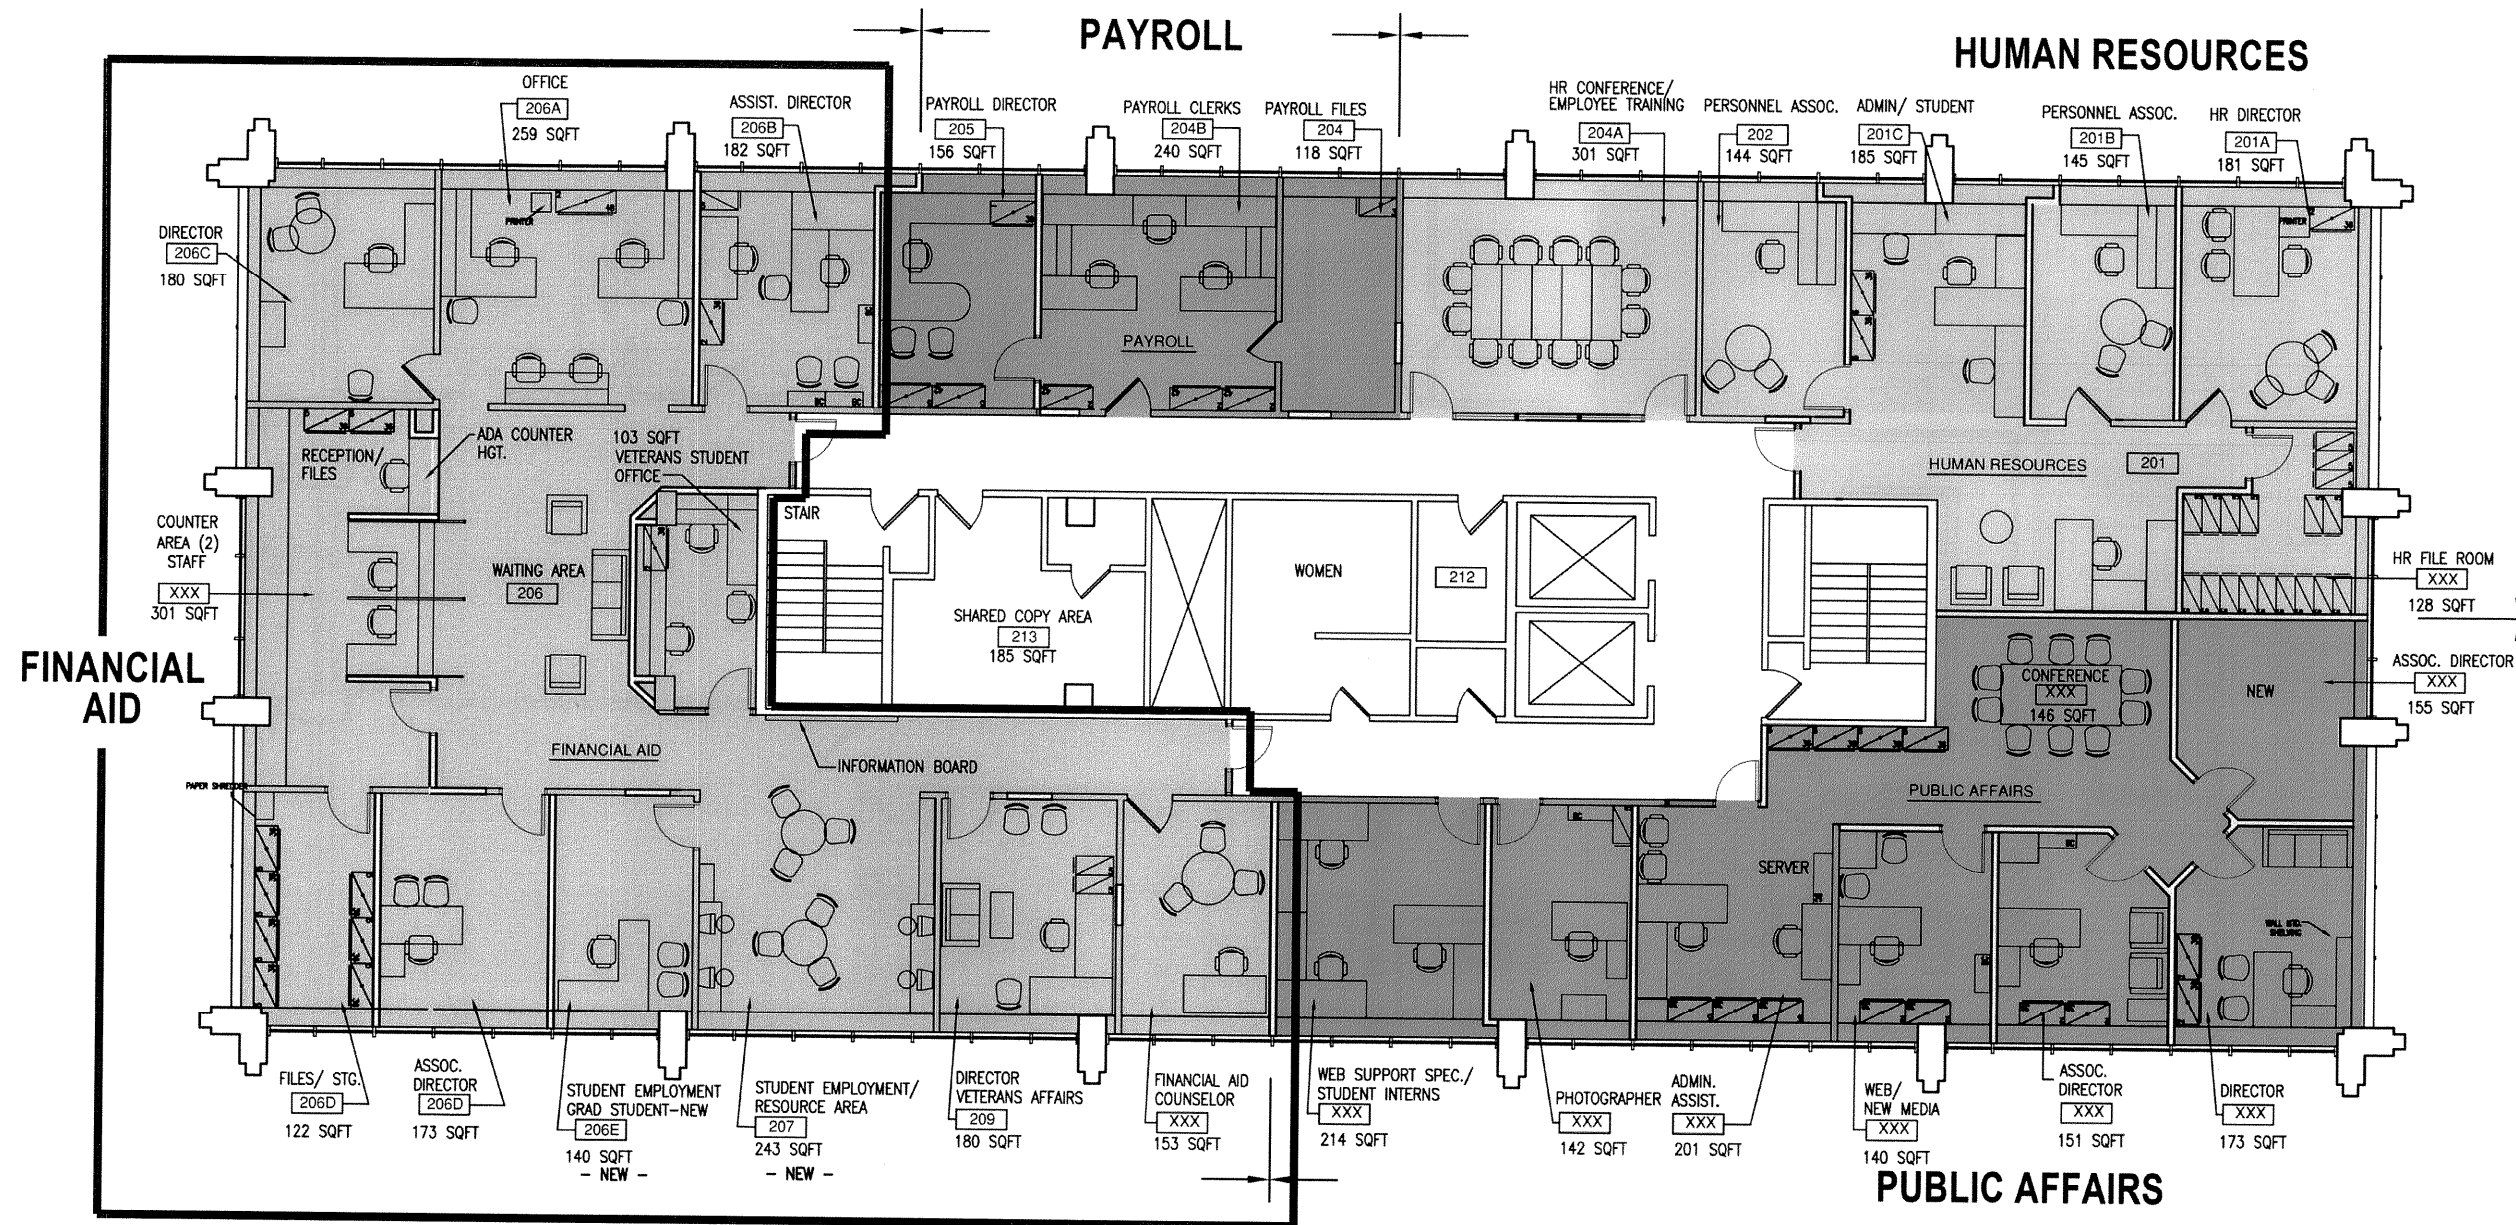 PAYROLL
HUMAN RESOURCES
OFFICE
206A
259 SQFT
ASSIST. DIRECTOR
206B
182 SQFT
PAYROLL DIRECTOR
205
156 SQFT
PAYROLL CLERKS
204B
240 SQFT
PAYROLL FILES
204
118 SQFT
HR CONFERENCE/
EMPLOYEE TRAINING
204A
301 SQFT
PERSONNEL ASSOC.
202
144 SQFT
ADMIN/ STUDENT
201C
185 SQFT
PERSONNEL ASSOC.
201B
145 SQFT
HR DIRECTOR
201A
181 SQFT
PRINTER
PRINTER
DIRECTOR
206C
180 SQFT
PAYROLL
ADA COUNTER
HGT.
103 SQFT
VETERANS STUDENT
OFFICE
RECEPTION/
FILES
HUMAN RESOURCES
201
COUNTER
AREA (2)
STAFF
XXX
301 SQFT
STAIR
WAITING AREA
206
WOMEN
212
SHARED COPY AREA
213
185 SQFT
HR FILE ROOM
XXX
128 SQFT
FINANCIAL
AID
CONFERENCE
XXX
146 SQFT
NEW
ASSOC. DIRECTOR
XXX
155 SQFT
FINANCIAL AID
INFORMATION BOARD
PUBLIC AFFAIRS
PAPER SHREDDER
SERVER
WALL MTD.
SHELVING
FILES/ STG.
206D
122 SQFT
ASSOC.
DIRECTOR
206D
173 SQFT
STUDENT EMPLOYMENT
GRAD STUDENT-NEW
206E
140 SQFT
- NEW -
STUDENT EMPLOYMENT/
RESOURCE AREA
207
243 SQFT
- NEW -
DIRECTOR
VETERANS AFFAIRS
209
180 SQFT
FINANCIAL AID
COUNSELOR
XXX
153 SQFT
WEB SUPPORT SPEC./
STUDENT INTERNS
XXX
214 SQFT
PHOTOGRAPHER
XXX
142 SQFT
ADMIN.
ASSIST.
XXX
201 SQFT
WEB/
NEW MEDIA
XXX
140 SQFT
ASSOC.
DIRECTOR
XXX
151 SQFT
DIRECTOR
XXX
173 SQFT
PUBLIC AFFAIRS